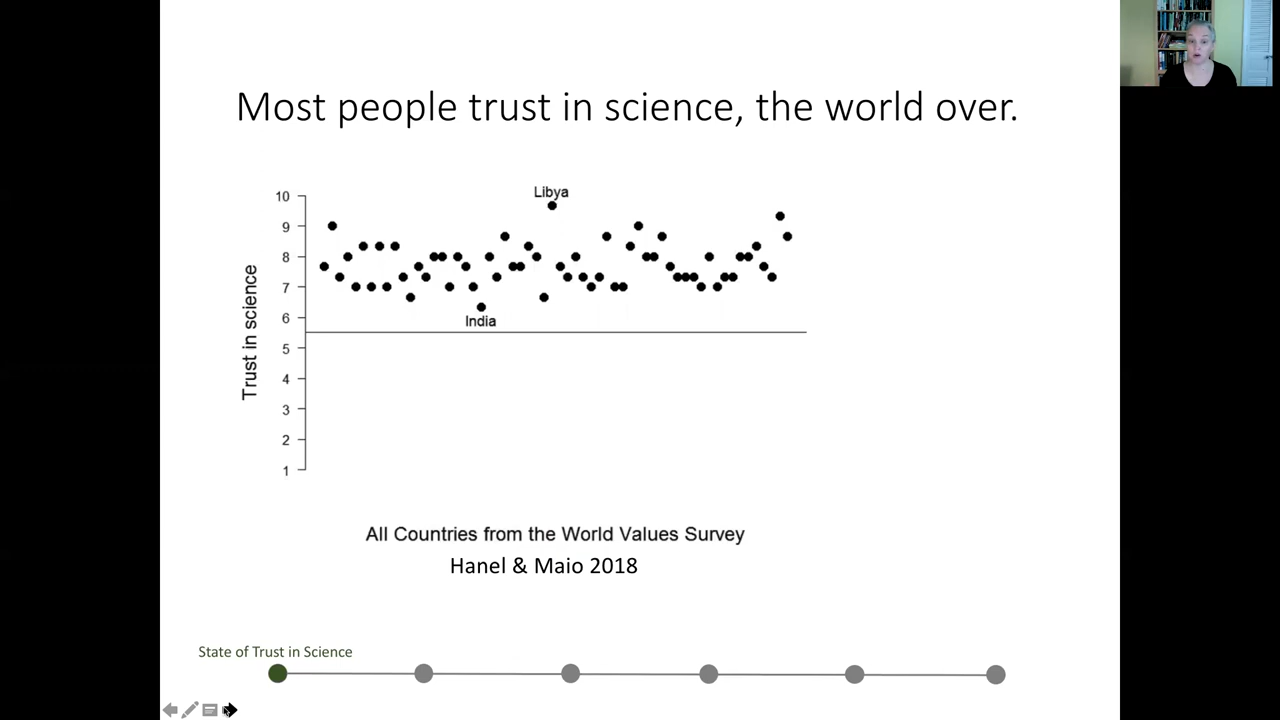 Most people trust in science, the world over.
Libya
10
9
8
7
6
5
4
3
2
1
Trust in science
India
All Countries from the World Values Survey
Hanel & Maio 2018
State of Trust in Science